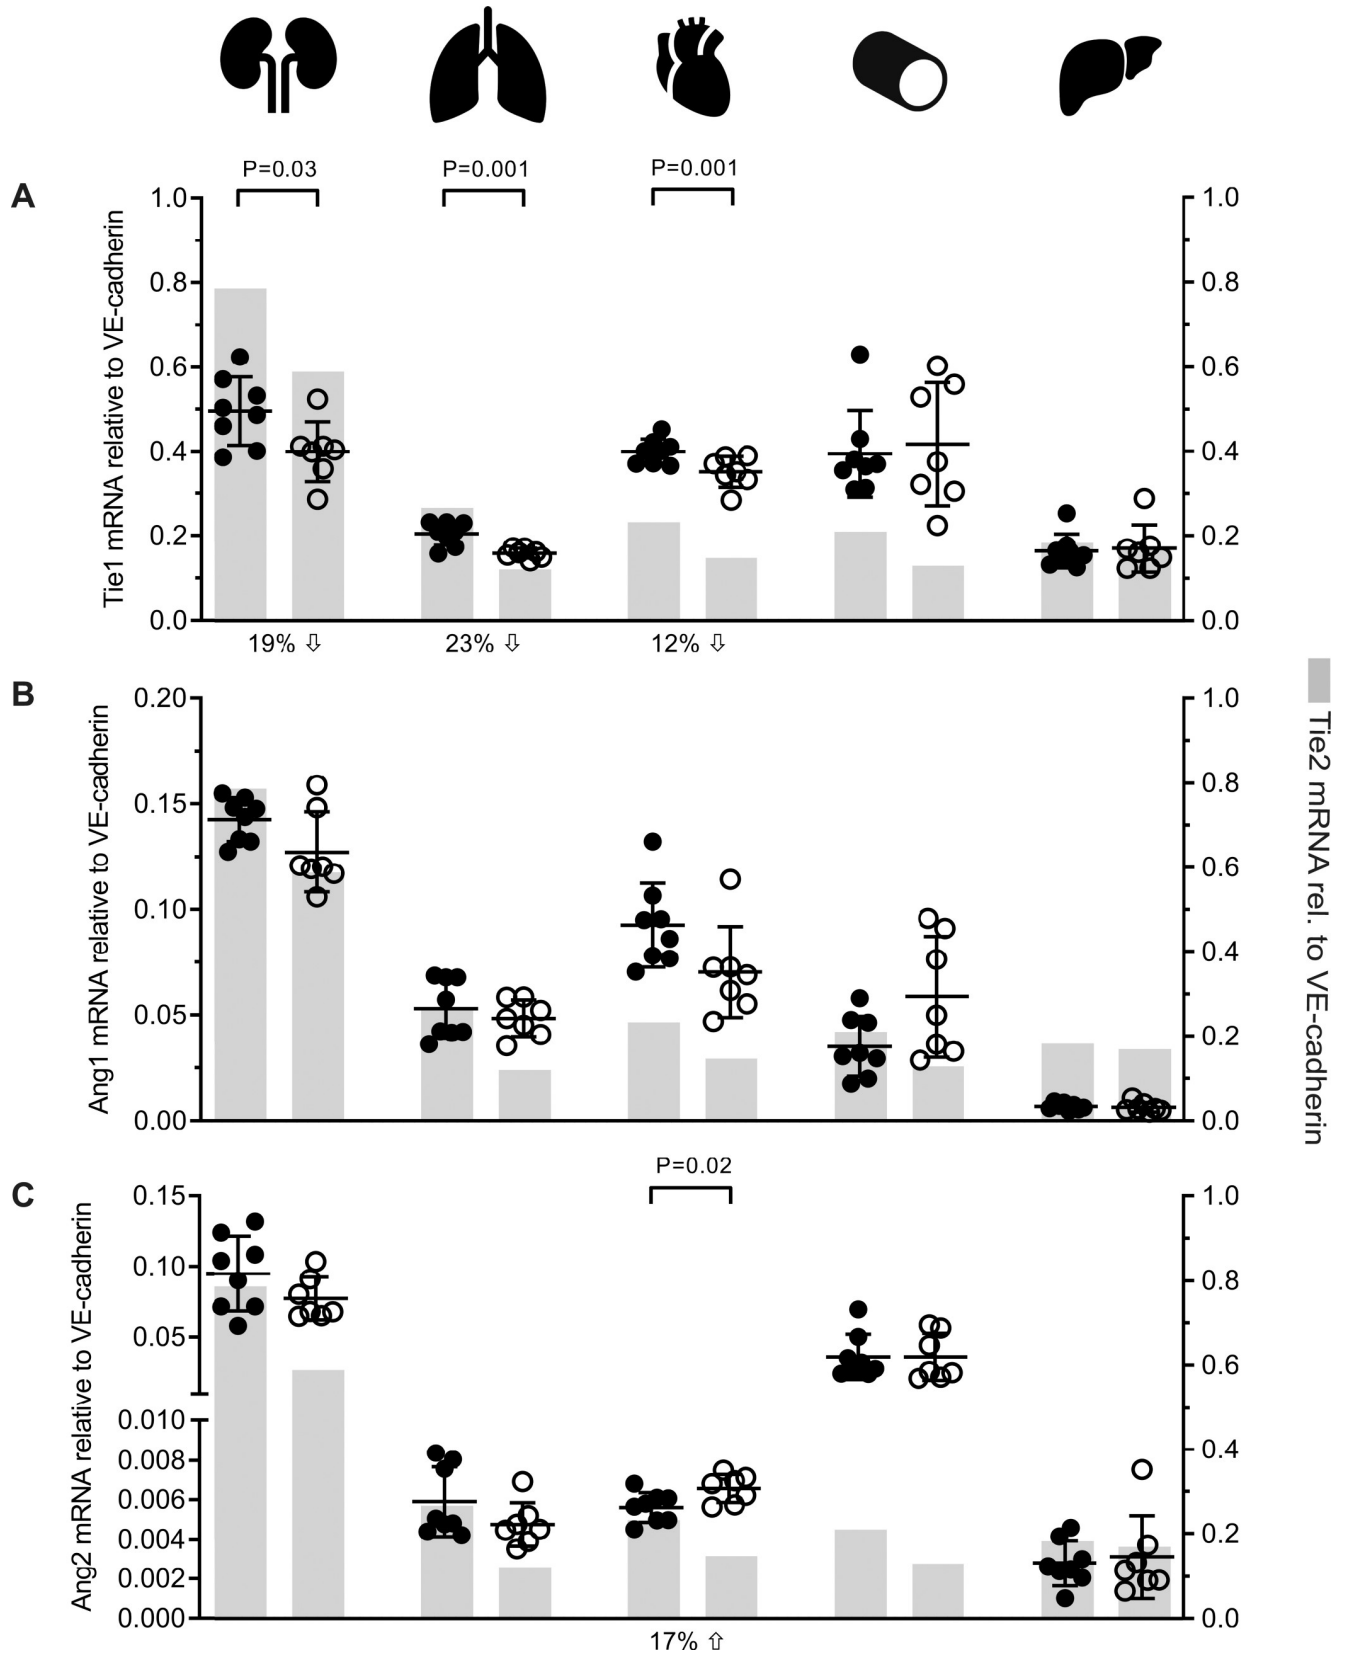 P=0.03 P=0.001 P=0.001
A
Tie1 mRNA relative to VE-cadherin
1.0 1.0
0.8 0.8
0.6 0.6
0.4 0.4
0.2 0.2
0.0 0.0
19% ⇩ 23% ⇩ 12% ⇩
B
Ang1 mRNA relative to VE-cadherin
0.20 1.0
0.15 0.8
0.10 0.6
0.05 0.4
0.00 0.2
0.0
Tie2 mRNA rel. to VE-cadherin
P=0.02
C
Ang2 mRNA relative to VE-cadherin
0.15 1.0
0.10 0.8
0.05 0.6
0.010 0.4
0.008 0.2
0.006 0.0
0.004
0.002
0.000
17% ⇧